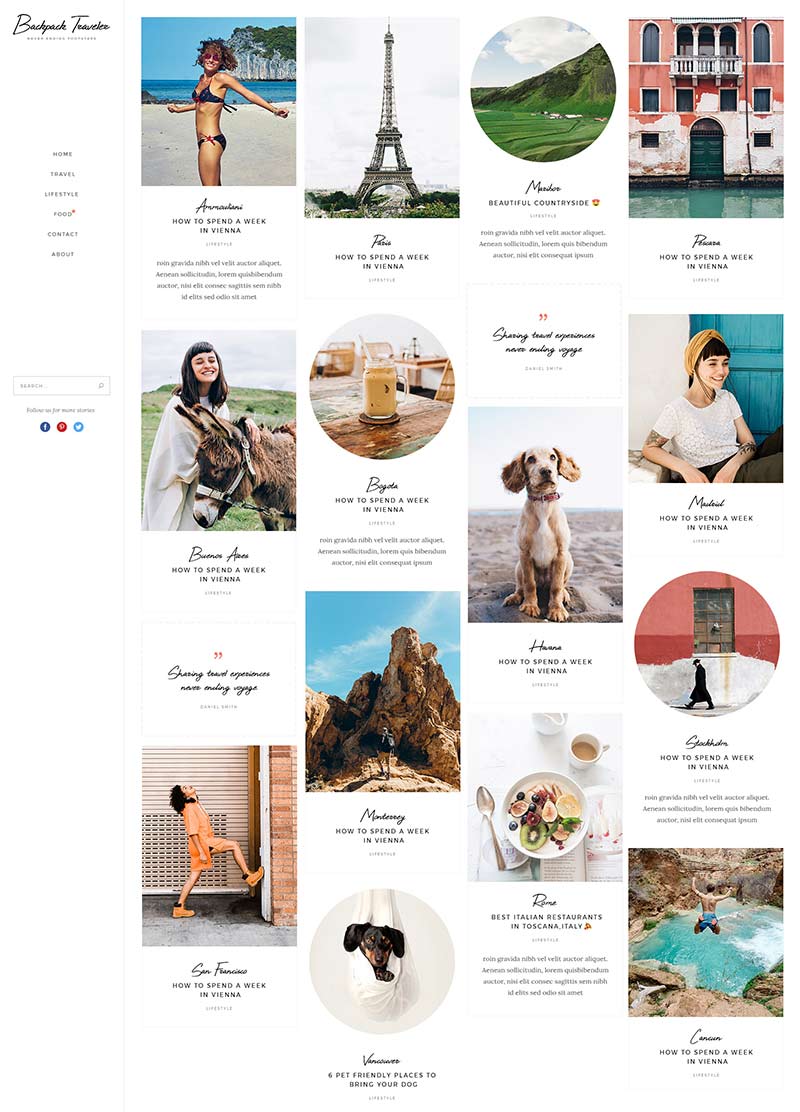 Backpack Traveler
NEVER ENDING FOOTSTEPS
HOME
TRAVEL
LIFESTYLE
FOOD
CONTACT
ABOUT
SEARCH...
Follow us for more stories
Ammouliani
HOW TO SPEND A WEEK
IN VIENNA
LIFESTYLE
roin gravida nibh vel velit auctor aliquet.
Aenean sollicitudin, lorem quisbibendum
auctor, nisi elit consec sagittis sem nibh
id elits sed odio sit amet
Buenos Aires
HOW TO SPEND A WEEK
IN VIENNA
LIFESTYLE
”
Sharing travel experiences
never ending voyage
DANIEL SMITH
San Francisco
HOW TO SPEND A WEEK
IN VIENNA
LIFESTYLE
Paris
HOW TO SPEND A WEEK
IN VIENNA
LIFESTYLE
Bogota
HOW TO SPEND A WEEK
IN VIENNA
LIFESTYLE
roin gravida nibh vel velit auctor aliquet.
Aenean sollicitudin, lorem quis bibendum
auctor, nisi elit consequat ipsum
Monterrey
HOW TO SPEND A WEEK
IN VIENNA
LIFESTYLE
Vancouver
6 PET FRIENDLY PLACES TO
BRING YOUR DOG
LIFESTYLE
Maribor
BEAUTIFUL COUNTRYSIDE 😍
LIFESTYLE
roin gravida nibh vel velit auctor aliquet.
Aenean sollicitudin, lorem quis bibendum
auctor, nisi elit consequat ipsum
”
Sharing travel experiences
never ending voyage
DANIEL SMITH
Havana
HOW TO SPEND A WEEK
IN VIENNA
LIFESTYLE
Rome
BEST ITALIAN RESTAURANTS
IN TOSCANA,ITALY🍕
LIFESTYLE
roin gravida nibh vel velit auctor aliquet.
Aenean sollicitudin, lorem quisbibendum
auctor, nisi elit consec sagittis sem nibh
id elits sed odio sit amet
Pescara
HOW TO SPEND A WEEK
IN VIENNA
LIFESTYLE
Madrid
HOW TO SPEND A WEEK
IN VIENNA
LIFESTYLE
Stockholm
HOW TO SPEND A WEEK
IN VIENNA
LIFESTYLE
roin gravida nibh vel velit auctor aliquet.
Aenean sollicitudin, lorem quis bibendum
auctor, nisi elit consequat ipsum
Cancun
HOW TO SPEND A WEEK
IN VIENNA
LIFESTYLE